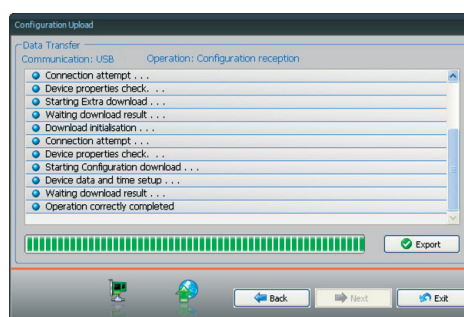 Configuration Upload
Data Transfer
Communication: USB Operation: Configuration reception
Connection attempt . . .
Device properties check. . .
Starting Extra download . . .
Waiting download result . . .
Download initialisation . . .
Connection attempt . . .
Device properties check. . .
Starting Configuration download . . .
Device data and time setup . . .
Waiting download result . . .
Operation correctly completed
Export
Back Next Exit